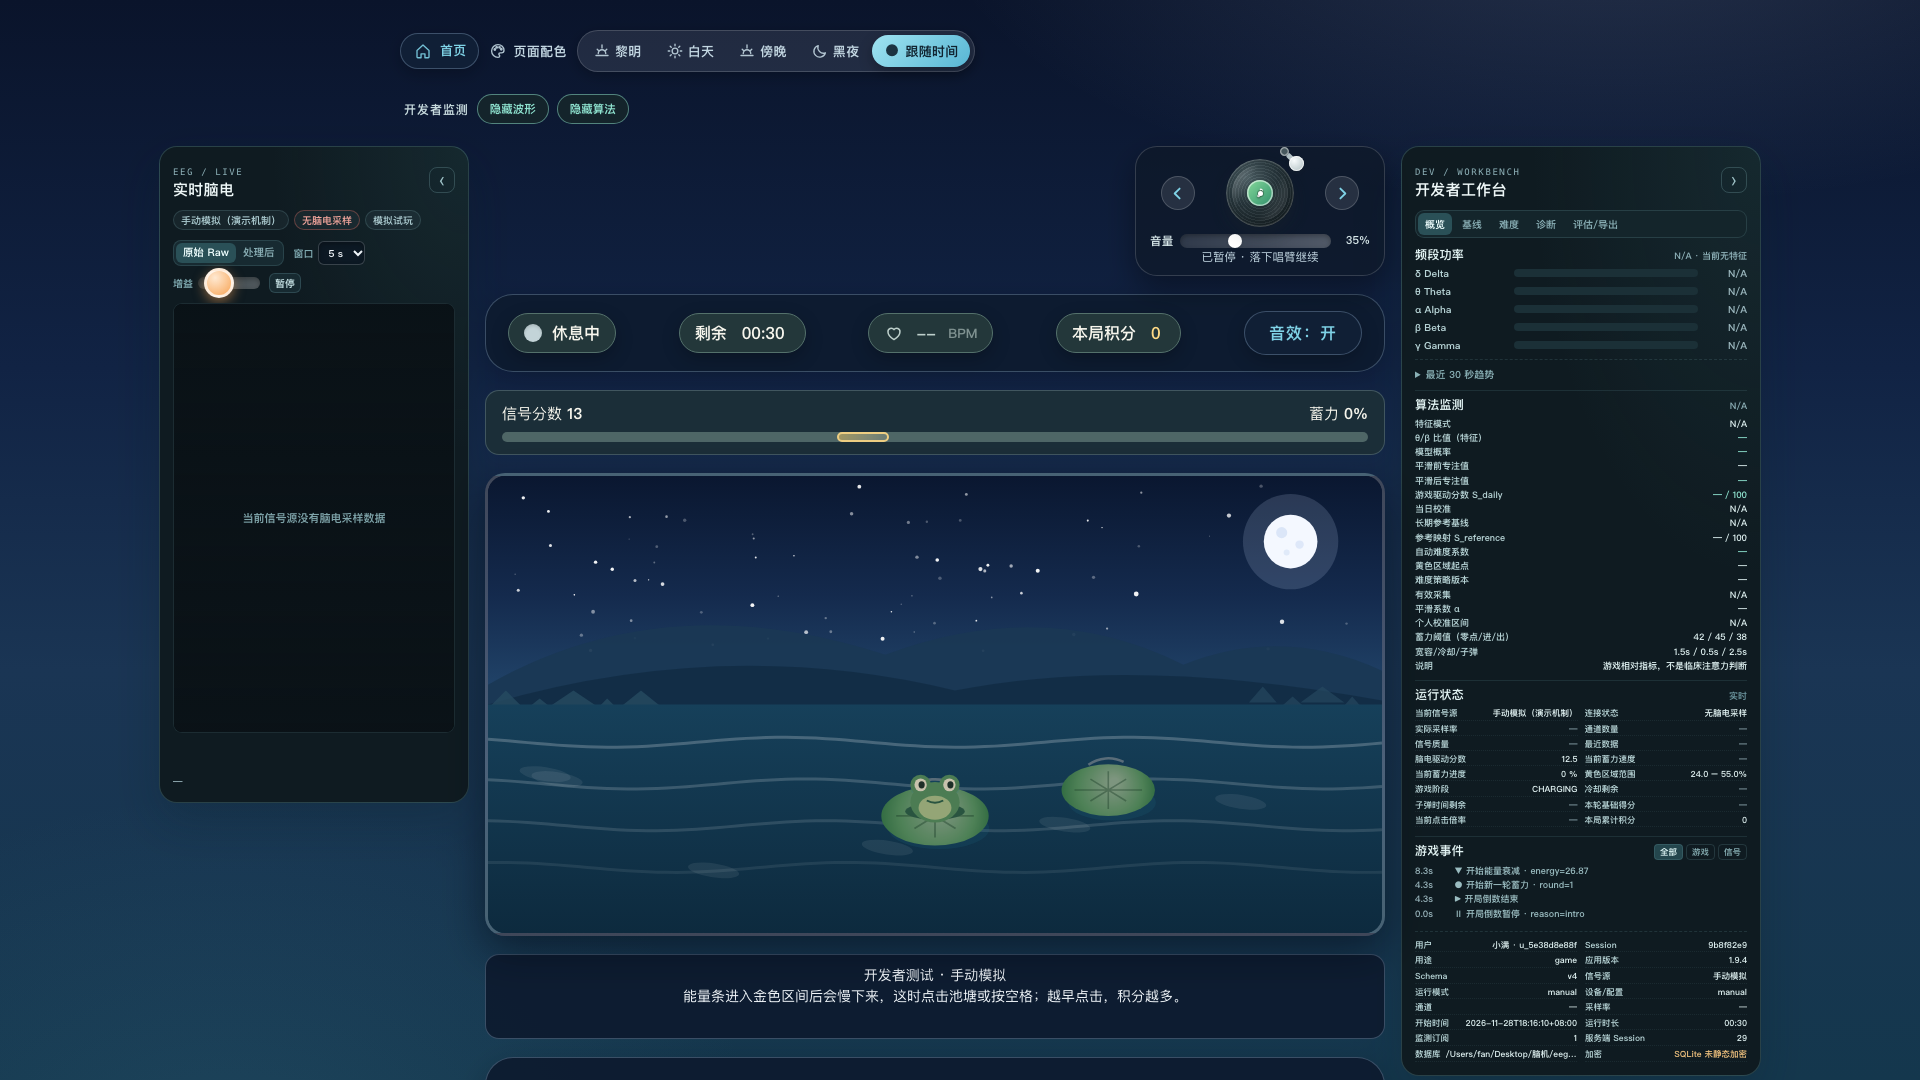 首页
页面配色
黎明
白天
傍晚
黑夜
跟随时间
开发者监测
隐藏波形
隐藏算法
EEG / LIVE
实时脑电
手动模拟（演示机制）
无脑电采样
模拟试玩
原始 Raw
处理后
窗口
5 s
增益
暂停
当前信号源没有脑电采样数据
—
音量
35%
已暂停 · 落下唱臂继续
休息中
剩余 00:30
-- BPM
本局积分 0
音效：开
信号分数 13
蓄力 0%
开发者测试 · 手动模拟
能量条进入金色区间后会慢下来，这时点击池塘或按空格；越早点击，积分越多。
DEV / WORKBENCH
开发者工作台
概览
基线
难度
诊断
评估/导出
频段功率 N/A · 当前无特征
δ Delta N/A
θ Theta N/A
α Alpha N/A
β Beta N/A
γ Gamma N/A
▶ 最近 30 秒趋势
算法监测 N/A
特征模式 N/A
θ/β 比值（特征） —
模型概率 —
平滑前专注值 —
平滑后专注值 —
游戏驱动分数 S_daily — / 100
当日校准 N/A
长期参考基线 N/A
参考映射 S_reference — / 100
自动难度系数 —
黄色区域起点 —
难度策略版本 —
有效采集 N/A
平滑系数 α —
个人校准区间 N/A
蓄力阈值（零点/进/出） 42 / 45 / 38
宽容/冷却/子弹 1.5s / 0.5s / 2.5s
说明 游戏相对指标，不是临床注意力判断
运行状态 实时
当前信号源 手动模拟（演示机制） 连接状态 无脑电采样
实际采样率 — 通道数量 —
信号质量 — 最近数据 —
脑电驱动分数 12.5 当前蓄力速度 —
当前蓄力进度 0 % 黄色区域范围 24.0 — 55.0%
游戏阶段 CHARGING 冷却剩余 —
子弹时间剩余 — 本轮基础得分 —
当前点击倍率 — 本局累计积分 0
游戏事件 全部 游戏 信号
8.3s ▼ 开始能量衰减 · energy=26.87
4.3s ● 开始新一轮蓄力 · round=1
4.3s ▶ 开局倒数结束
0.0s ⏸ 开局倒数暂停 · reason=intro
用户 小满 · u_5e38d8e88f Session 9b8f82e9
用途 game 应用版本 1.9.4
Schema v4 信号源 手动模拟
运行模式 manual 设备/配置 manual
通道 — 采样率 —
开始时间 2026-11-28T18:16:10+08:00 运行时长 00:30
监测订阅 1 服务端 Session 29
数据库 /Users/fan/Desktop/脑机/eeg... 加密 SQLite 未静态加密